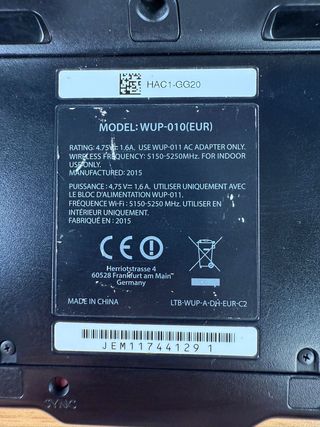 HAC1-GG20
MODEL: WUP-010(EUR)
RATING: 4.75V⎓ 1,6A. USE WUP-011 AC ADAPTER ONLY.
WIRELESS FREQUENCY: 5150-5250MHz. FOR INDOOR
USE ONLY.
MANUFACTURED: 2015
PUISSANCE : 4,75 V⎓ 1,6 A. UTILISER UNIQUEMENT AVEC
LE BLOC D'ALIMENTATION WUP-011.
FRÉQUENCE Wi-Fi : 5150-5250 MHz. UTILISER EN
INTÉRIEUR UNIQUEMENT.
FABRIQUÉ EN : 2015
CE
Herriotstrasse 4
60528 Frankfurt am Main
Germany
MADE IN CHINA
LTB-WUP-A-DH-EUR-C2
JEM117441291
SYNC